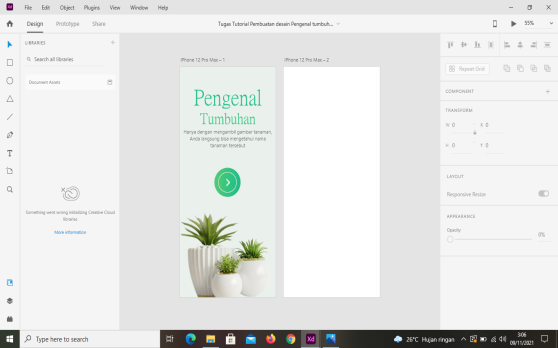 Xd File Edit Object Plugins View Window Help
Design Prototype Share
Tugas Tutorial Pembuatan desain Pengenal tumbuh...
55%
LIBRARIES
Search all libraries
Document Assets
Something went wrong initialising Creative Cloud
libraries
More information
iPhone 12 Pro Max – 1
iPhone 12 Pro Max – 2
Pengenal
Tumbuhan
Hanya dengan mengambil gambar tanaman,
Anda langsung bisa mengetahui nama
tanaman tersebut
Repeat Grid
COMPONENT
TRANSFORM
W 0 X 0
H 0 Y 0
LAYOUT
Responsive Resize
APPEARANCE
Opacity
0%
Type here to search
Xd
26°C Hujan ringan
3:06
09/11/2021